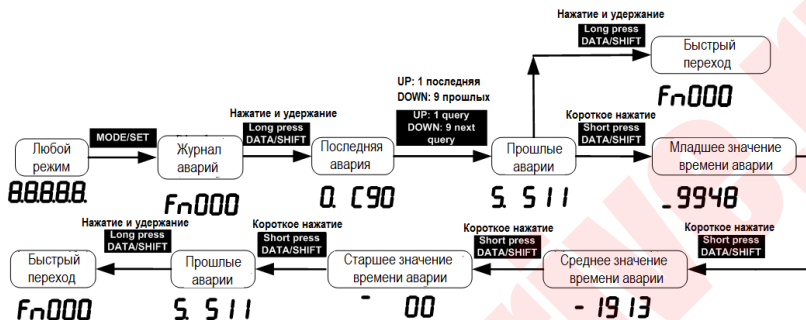 Нажатие и удержание
Long press
DATA/SHIFT
Быстрый
переход
Fn000
UP: 1 последняя
DOWN: 9 прошлых
UP: 1 query
DOWN: 9 next
query
Любой
режим
8.8.8.8.8.
MODE/SET
Журнал
аварий
Fn000
Нажатие и удержание
Long press
DATA/SHIFT
Последняя
авария
0. C90
Прошлые
аварии
5. 511
Короткое нажатие
Short press
DATA/SHIFT
Младшее значение
времени аварии
_9948
Короткое нажатие
Short press
DATA/SHIFT
Среднее значение
времени аварии
- 1913
Короткое нажатие
Short press
DATA/SHIFT
Старшее значение
времени аварии
‾ 00
Короткое нажатие
Short press
DATA/SHIFT
Прошлые
аварии
5. 511
Нажатие и удержание
Long press
DATA/SHIFT
Быстрый
переход
Fn000